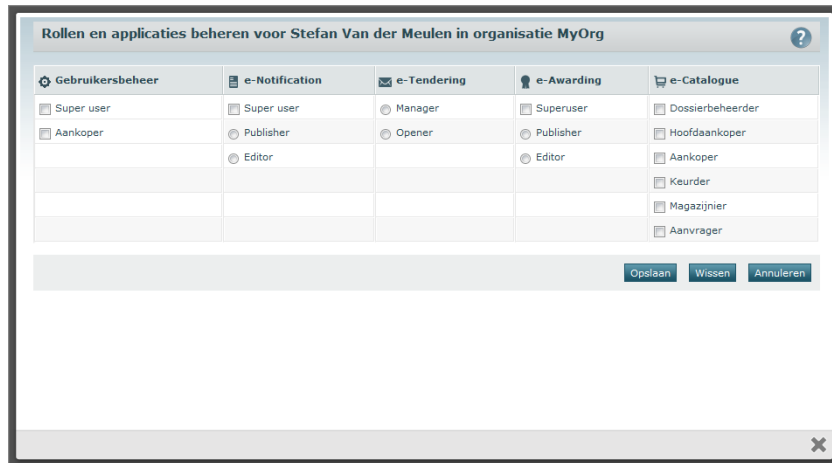 Rollen en applicaties beheren voor Stefan Van der Meulen in organisatie MyOrg
?
Gebruikersbeheer e-Notification e-Tendering e-Awarding e-Catalogue
Super user Super user Manager Superuser Dossierbeheerder
Aankoper Publisher Opener Publisher Hoofdaankoper
Editor Editor Aankoper
Keurder
Magazijnier
Aanvrager
Opslaan Wissen Annuleren